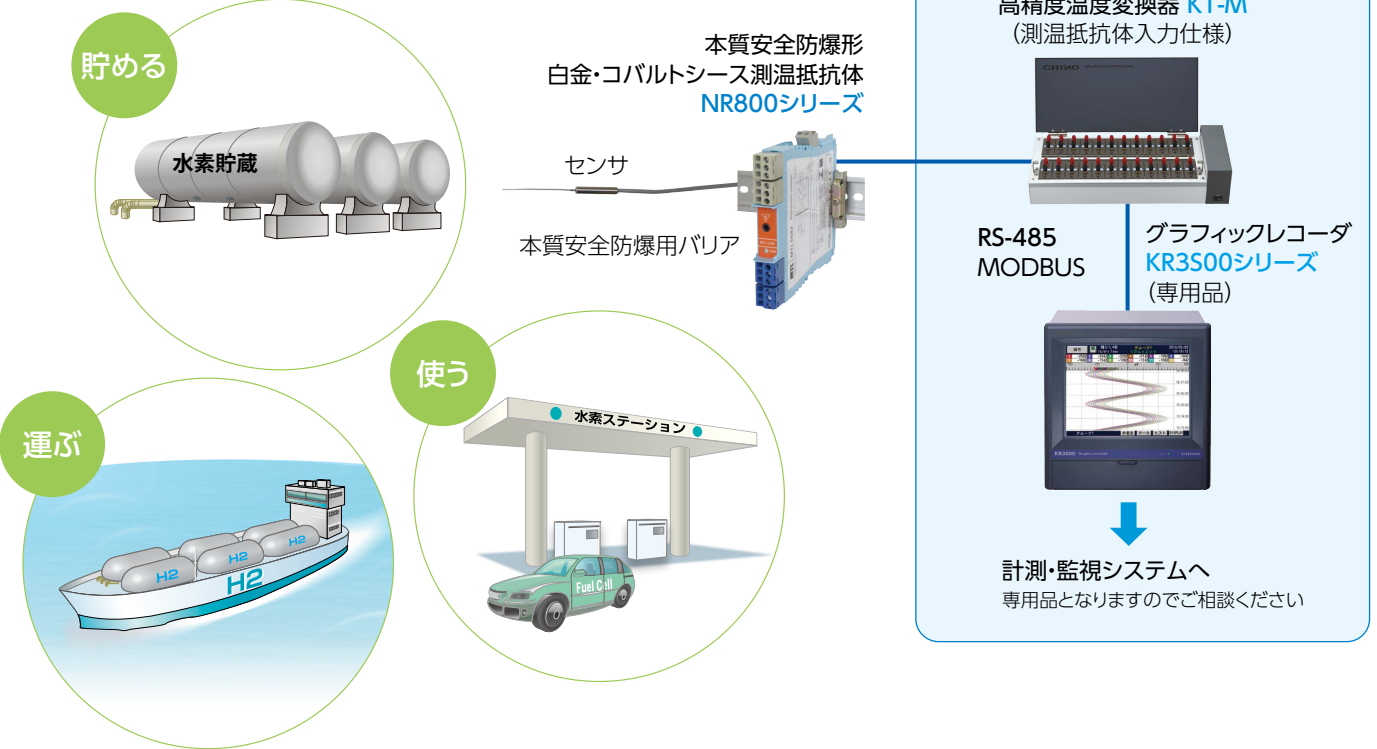 貯める
水素貯蔵
運ぶ
H2
H2
H2
H2
使う
水素ステーション
Fuel Cell
本質安全防爆形
白金・コバルトシース測温抵抗体
NR800シリーズ
センサ
本質安全防爆用バリア
MTL
高精度温度変換器 KT-M
（測温抵抗体入力仕様）
CHINO
RS-485
MODBUS
グラフィックレコーダ
KR3S00シリーズ
（専用品）
KR3S00
計測・監視システムへ
専用品となりますのでご相談ください